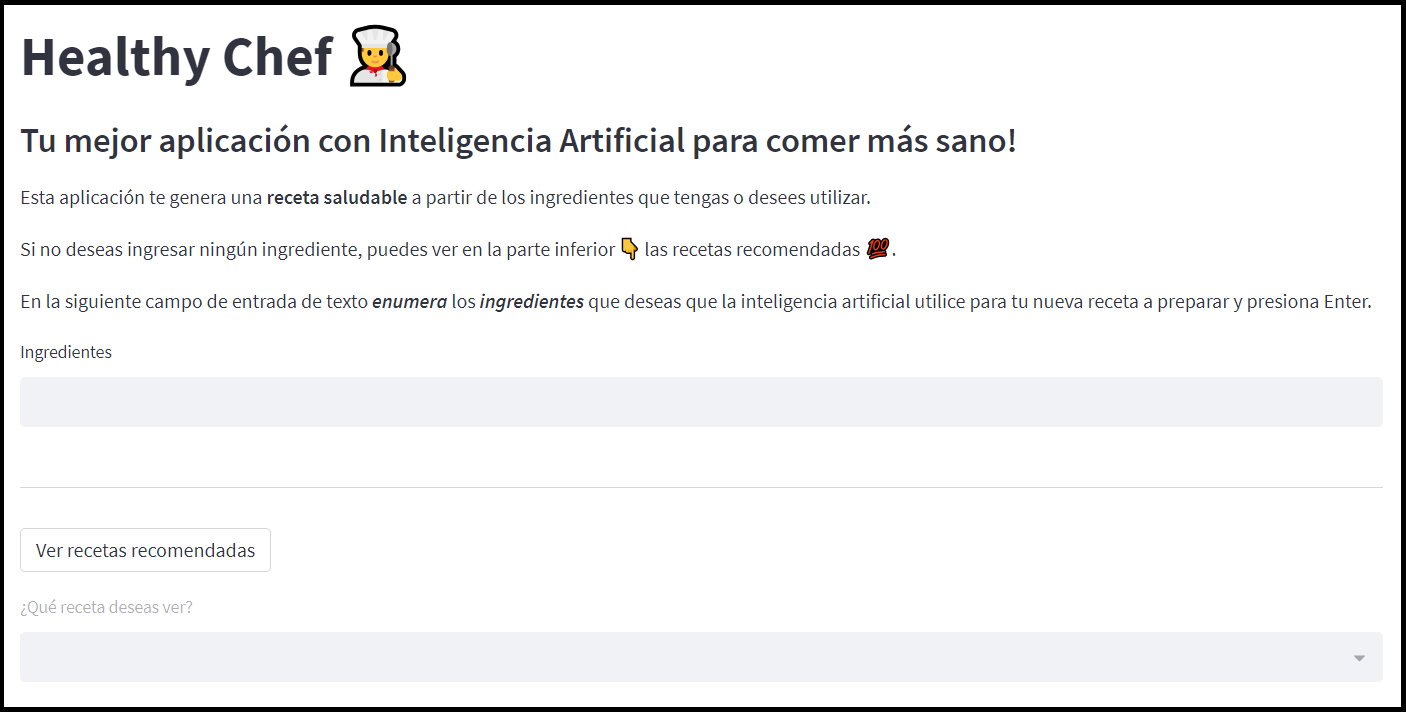 Healthy Chef 🧑‍🍳
Tu mejor aplicación con Inteligencia Artificial para comer más sano!
Esta aplicación te genera una receta saludable a partir de los ingredientes que tengas o desees utilizar.
Si no deseas ingresar ningún ingrediente, puedes ver en la parte inferior 👇 las recetas recomendadas 💯 .
En la siguiente campo de entrada de texto enumera los ingredientes que deseas que la inteligencia artificial utilice para tu nueva receta a preparar y presiona Enter.
Ingredientes
Ver recetas recomendadas
¿Qué receta deseas ver?